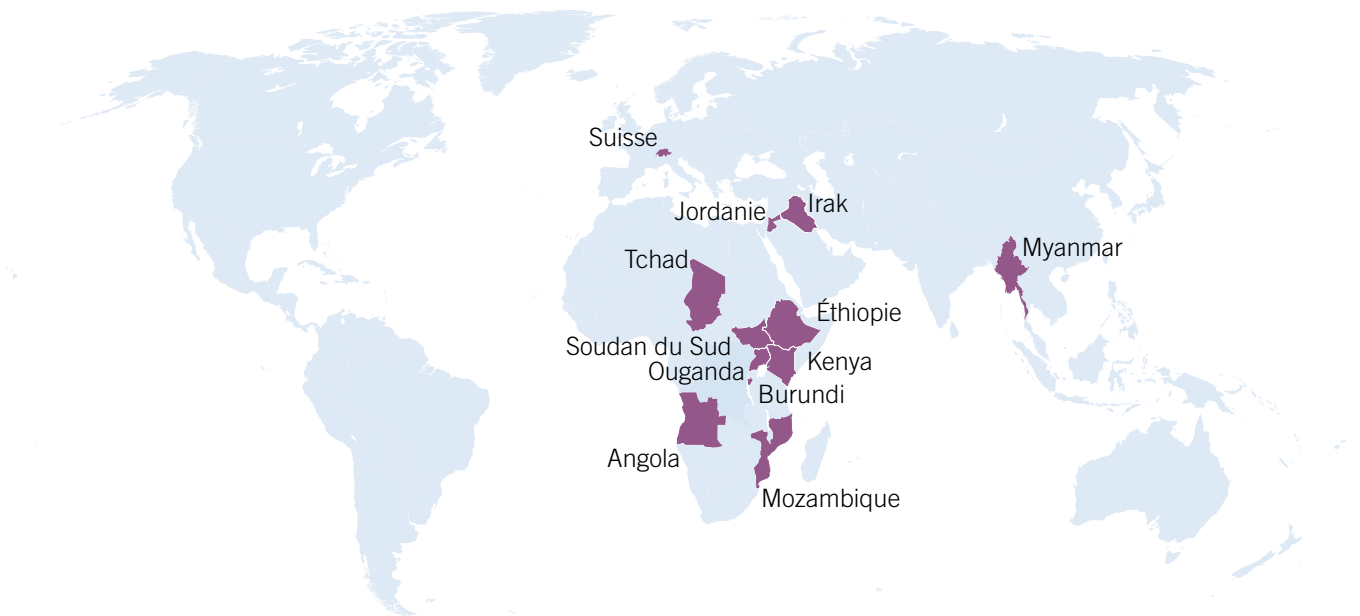 Suisse
Jordanie
Irak
Myanmar
Tchad
Éthiopie
Soudan du Sud
Ouganda
Kenya
Burundi
Angola
Mozambique